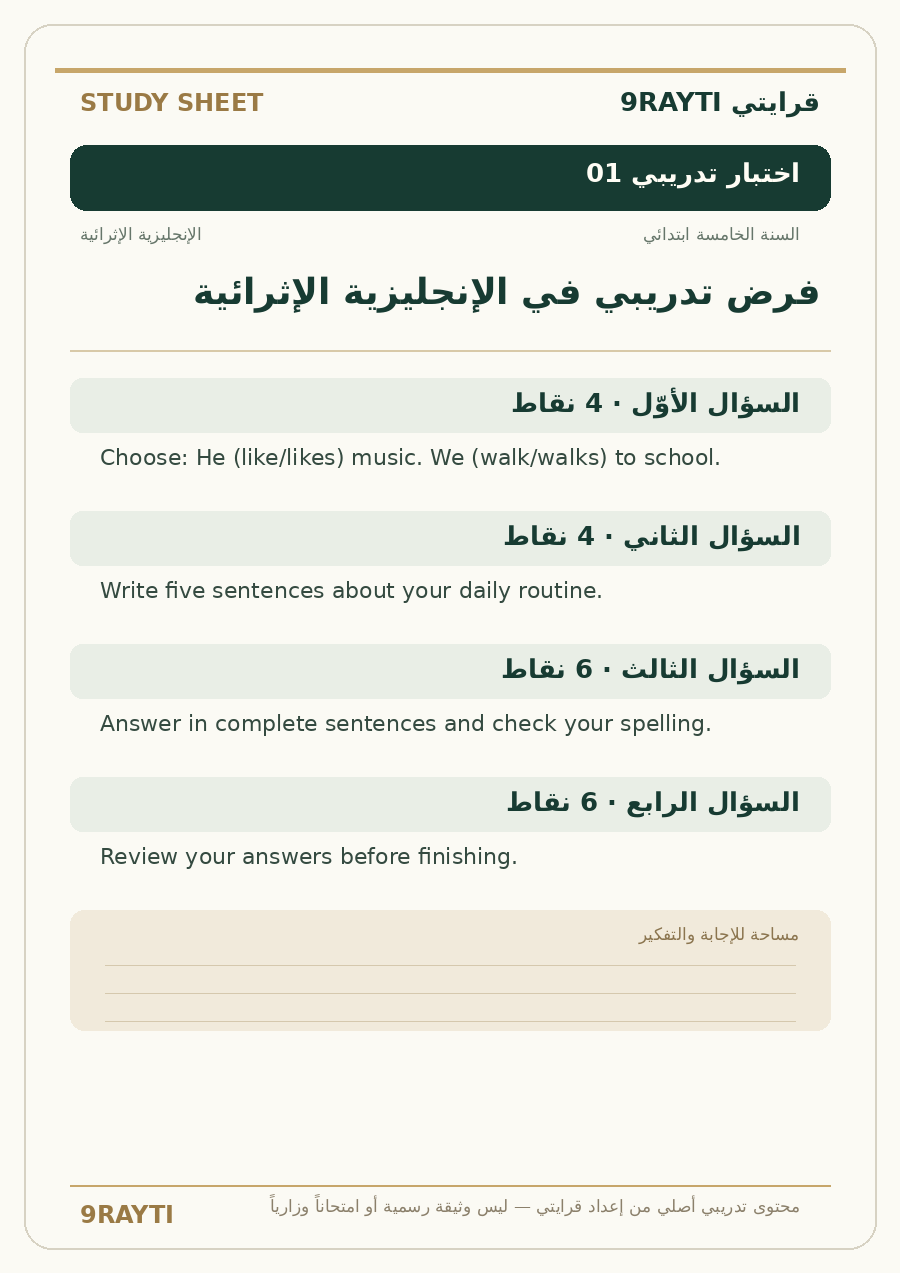 قرايتي 9RAYTI
STUDY SHEET
اختبار تدريبي 01
السنة الخامسة ابتدائي
الإنجليزية الإثرائية
فرض تدريبي في الإنجليزية الإثرائية
السؤال الأوّل · 4 نقاط
Choose: He (like/likes) music. We (walk/walks) to school.
السؤال الثاني · 4 نقاط
Write five sentences about your daily routine.
السؤال الثالث · 6 نقاط
Answer in complete sentences and check your spelling.
السؤال الرابع · 6 نقاط
Review your answers before finishing.
مساحة للإجابة والتفكير
محتوى تدريبي أصلي من إعداد قرايتي — ليس وثيقة رسمية أو امتحاناً وزارياً
9RAYTI